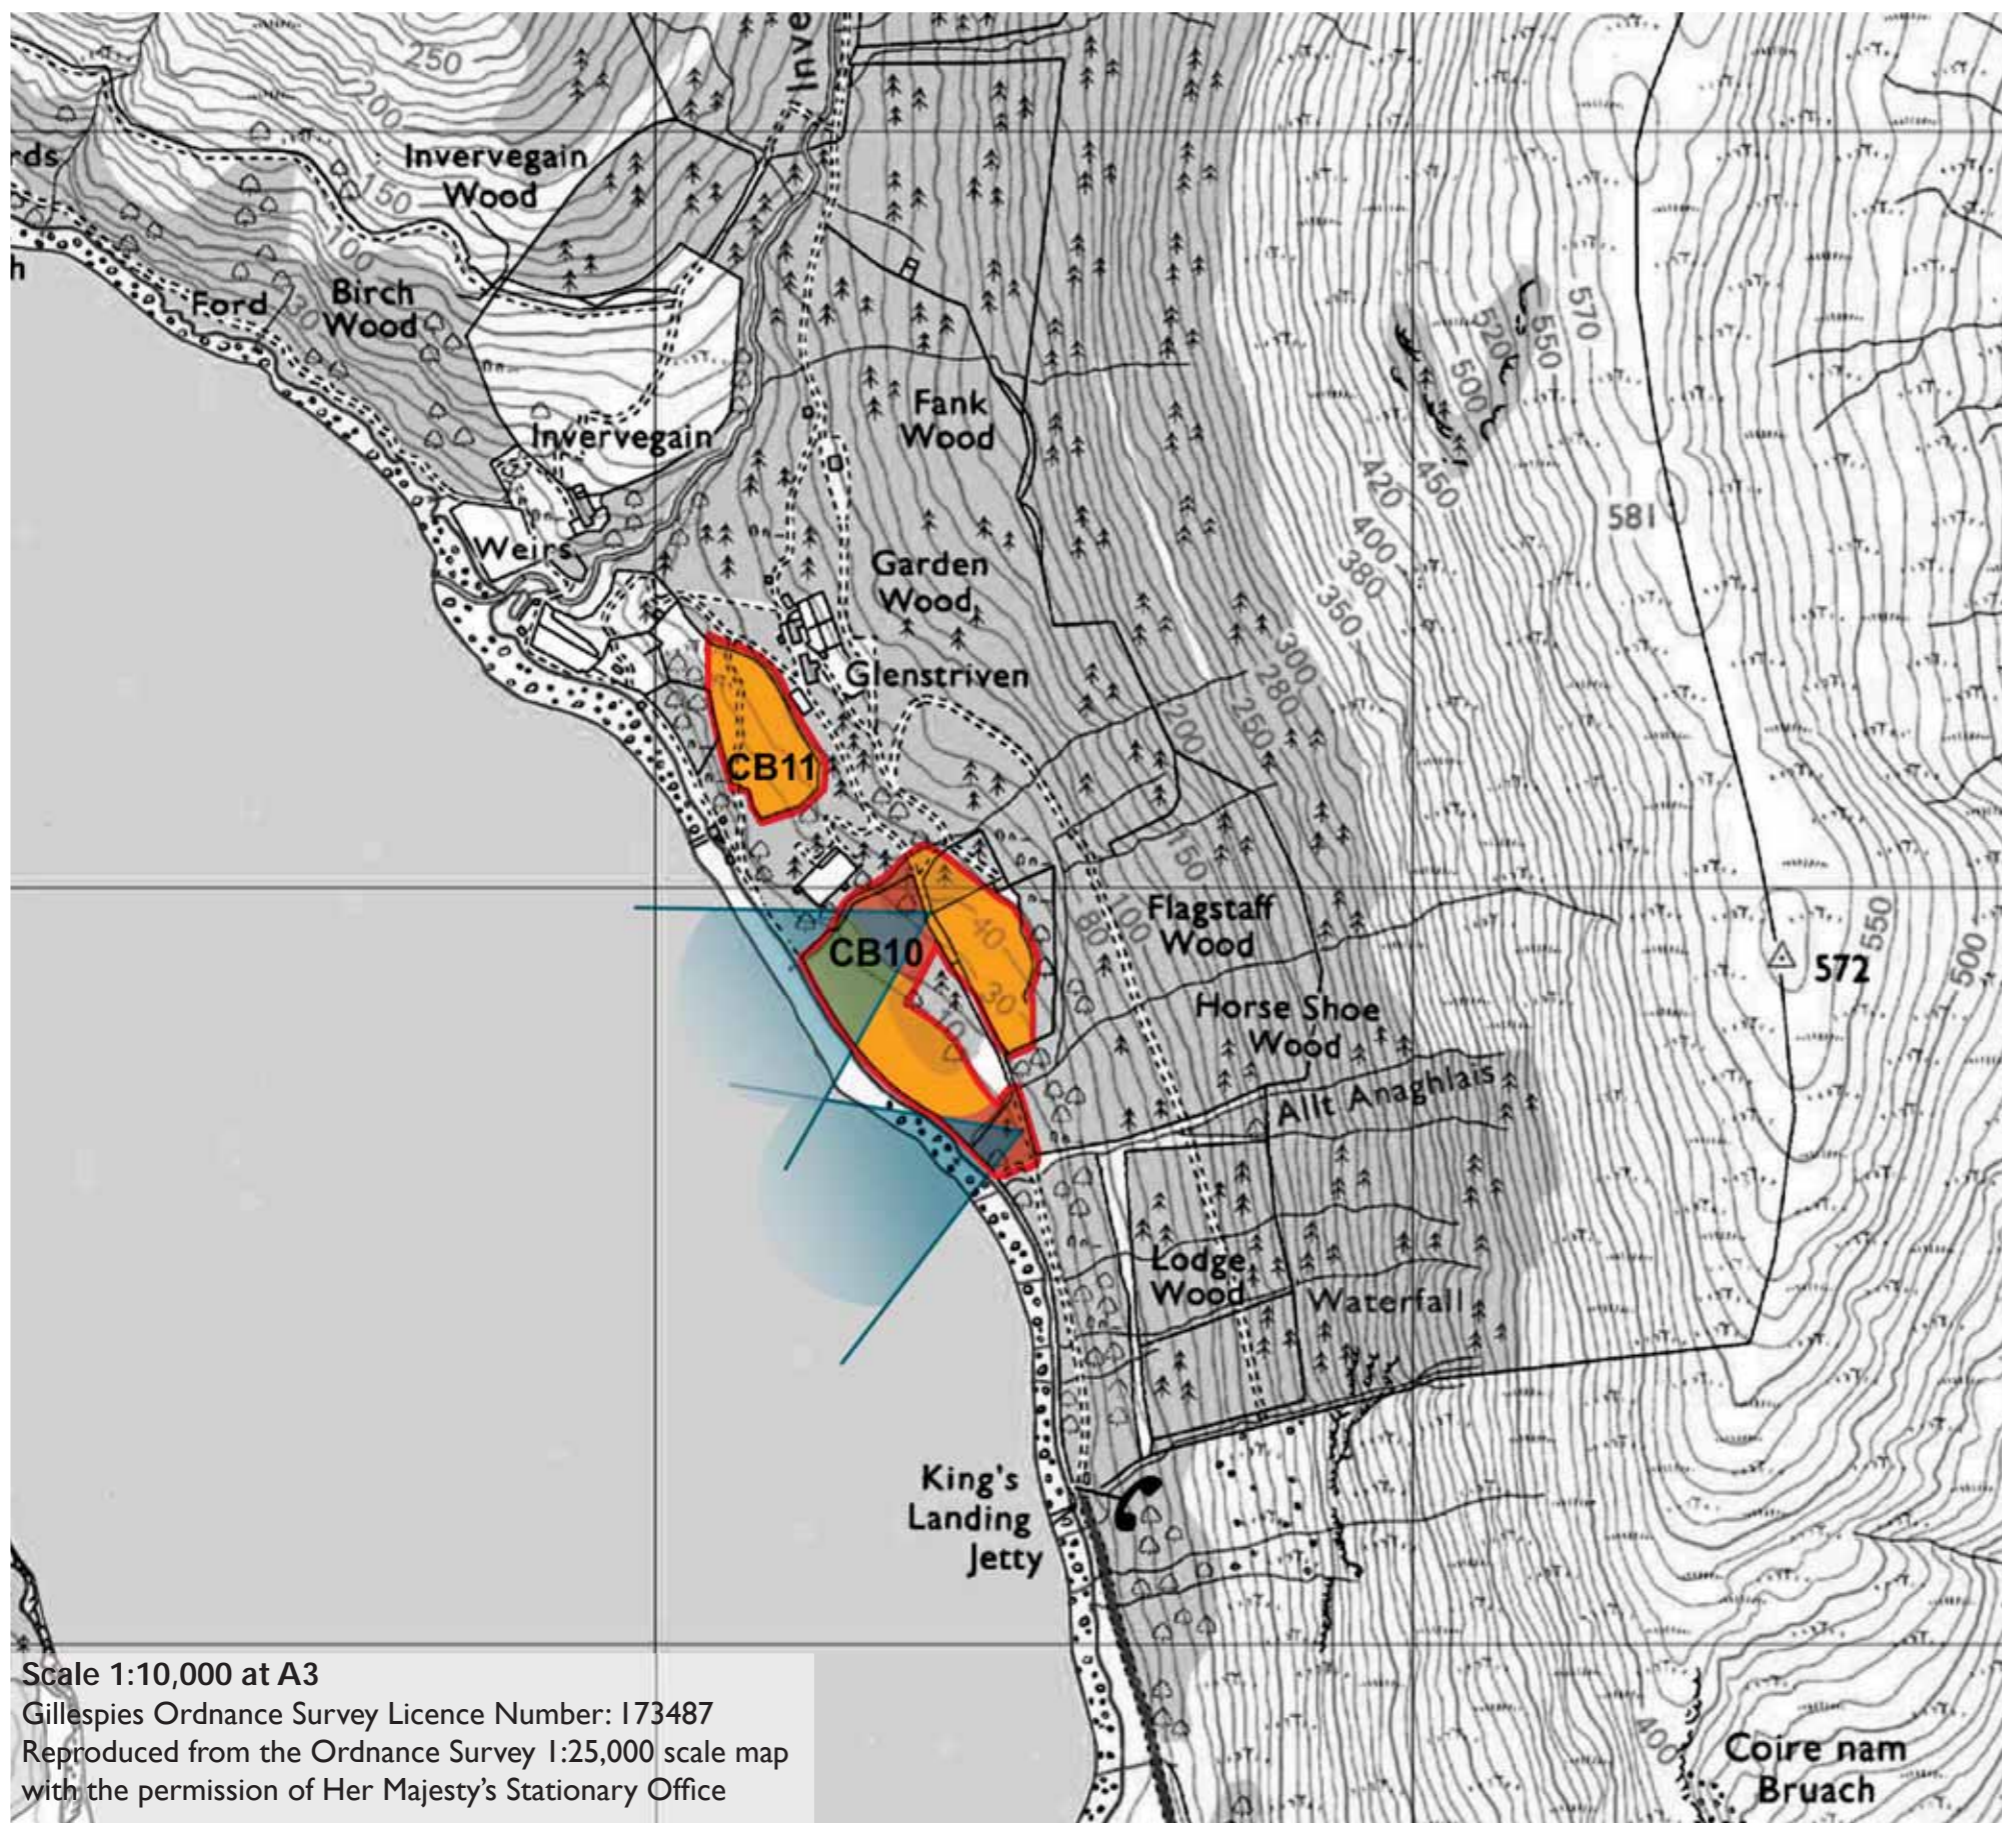 Inve
250
200
rds
Invervegain
Wood
150
100
h
Ford
30
Birch
Wood
570
550
520
500
Fank
Wood
Invervegain
450
420
400
380
350
581
Weirs
Garden
Wood
300
280
250
200
Glenstriven
CB11
150
100
80
Flagstaff
Wood
40
CB10
30
10
550
500
572
Horse Shoe
Wood
Allt Anaghlais
Lodge
Wood
Waterfall
King's
Landing
Jetty
400
Coire nam
Bruach
Scale 1:10,000 at A3
Gillespies Ordnance Survey Licence Number: 173487
Reproduced from the Ordnance Survey 1:25,000 scale map
with the permission of Her Majesty's Stationary Office